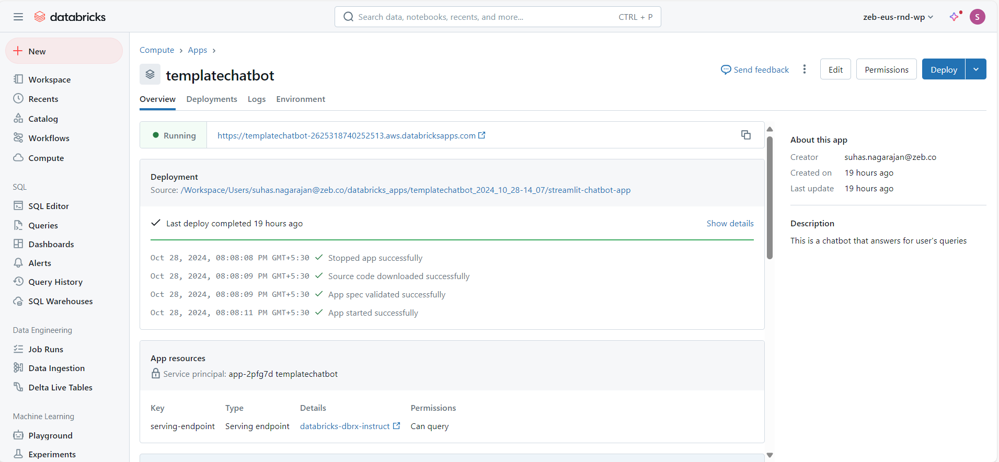 databricks
Search data, notebooks, recents, and more...
CTRL + P
zeb-eus-rnd-wp
S
New
Workspace
Recents
Catalog
Workflows
Compute
SQL
SQL Editor
Queries
Dashboards
Alerts
Query History
SQL Warehouses
Data Engineering
Job Runs
Data Ingestion
Delta Live Tables
Machine Learning
Playground
Experiments
Compute › Apps ›
templatechatbot
Send feedback
Edit
Permissions
Deploy
Overview Deployments Logs Environment
Running
https://templatechatbot-2625318740252513.aws.databricksapps.com
Deployment
Source: /Workspace/Users/suhas.nagarajan@zeb.co/databricks_apps/templatechatbot_2024_10_28-14_07/streamlit-chatbot-app
Last deploy completed 19 hours ago
Show details
Oct 28, 2024, 08:08:08 PM GMT+5:30 ✓ Stopped app successfully
Oct 28, 2024, 08:08:09 PM GMT+5:30 ✓ Source code downloaded successfully
Oct 28, 2024, 08:08:09 PM GMT+5:30 ✓ App spec validated successfully
Oct 28, 2024, 08:08:11 PM GMT+5:30 ✓ App started successfully
App resources
Service principal: app-2pfg7d templatechatbot
Key Type Details Permissions
serving-endpoint Serving endpoint databricks-dbrx-instruct Can query
About this app
Creator suhas.nagarajan@zeb.co
Created on 19 hours ago
Last update 19 hours ago
Description
This is a chatbot that answers for user's queries